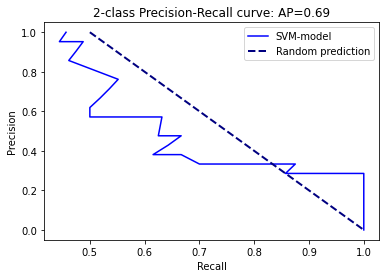 2-class Precision-Recall curve: AP=0.69
SVM-model
Random prediction
Precision
1.0
0.8
0.6
0.4
0.2
0.0
0.5 0.6 0.7 0.8 0.9 1.0
Recall